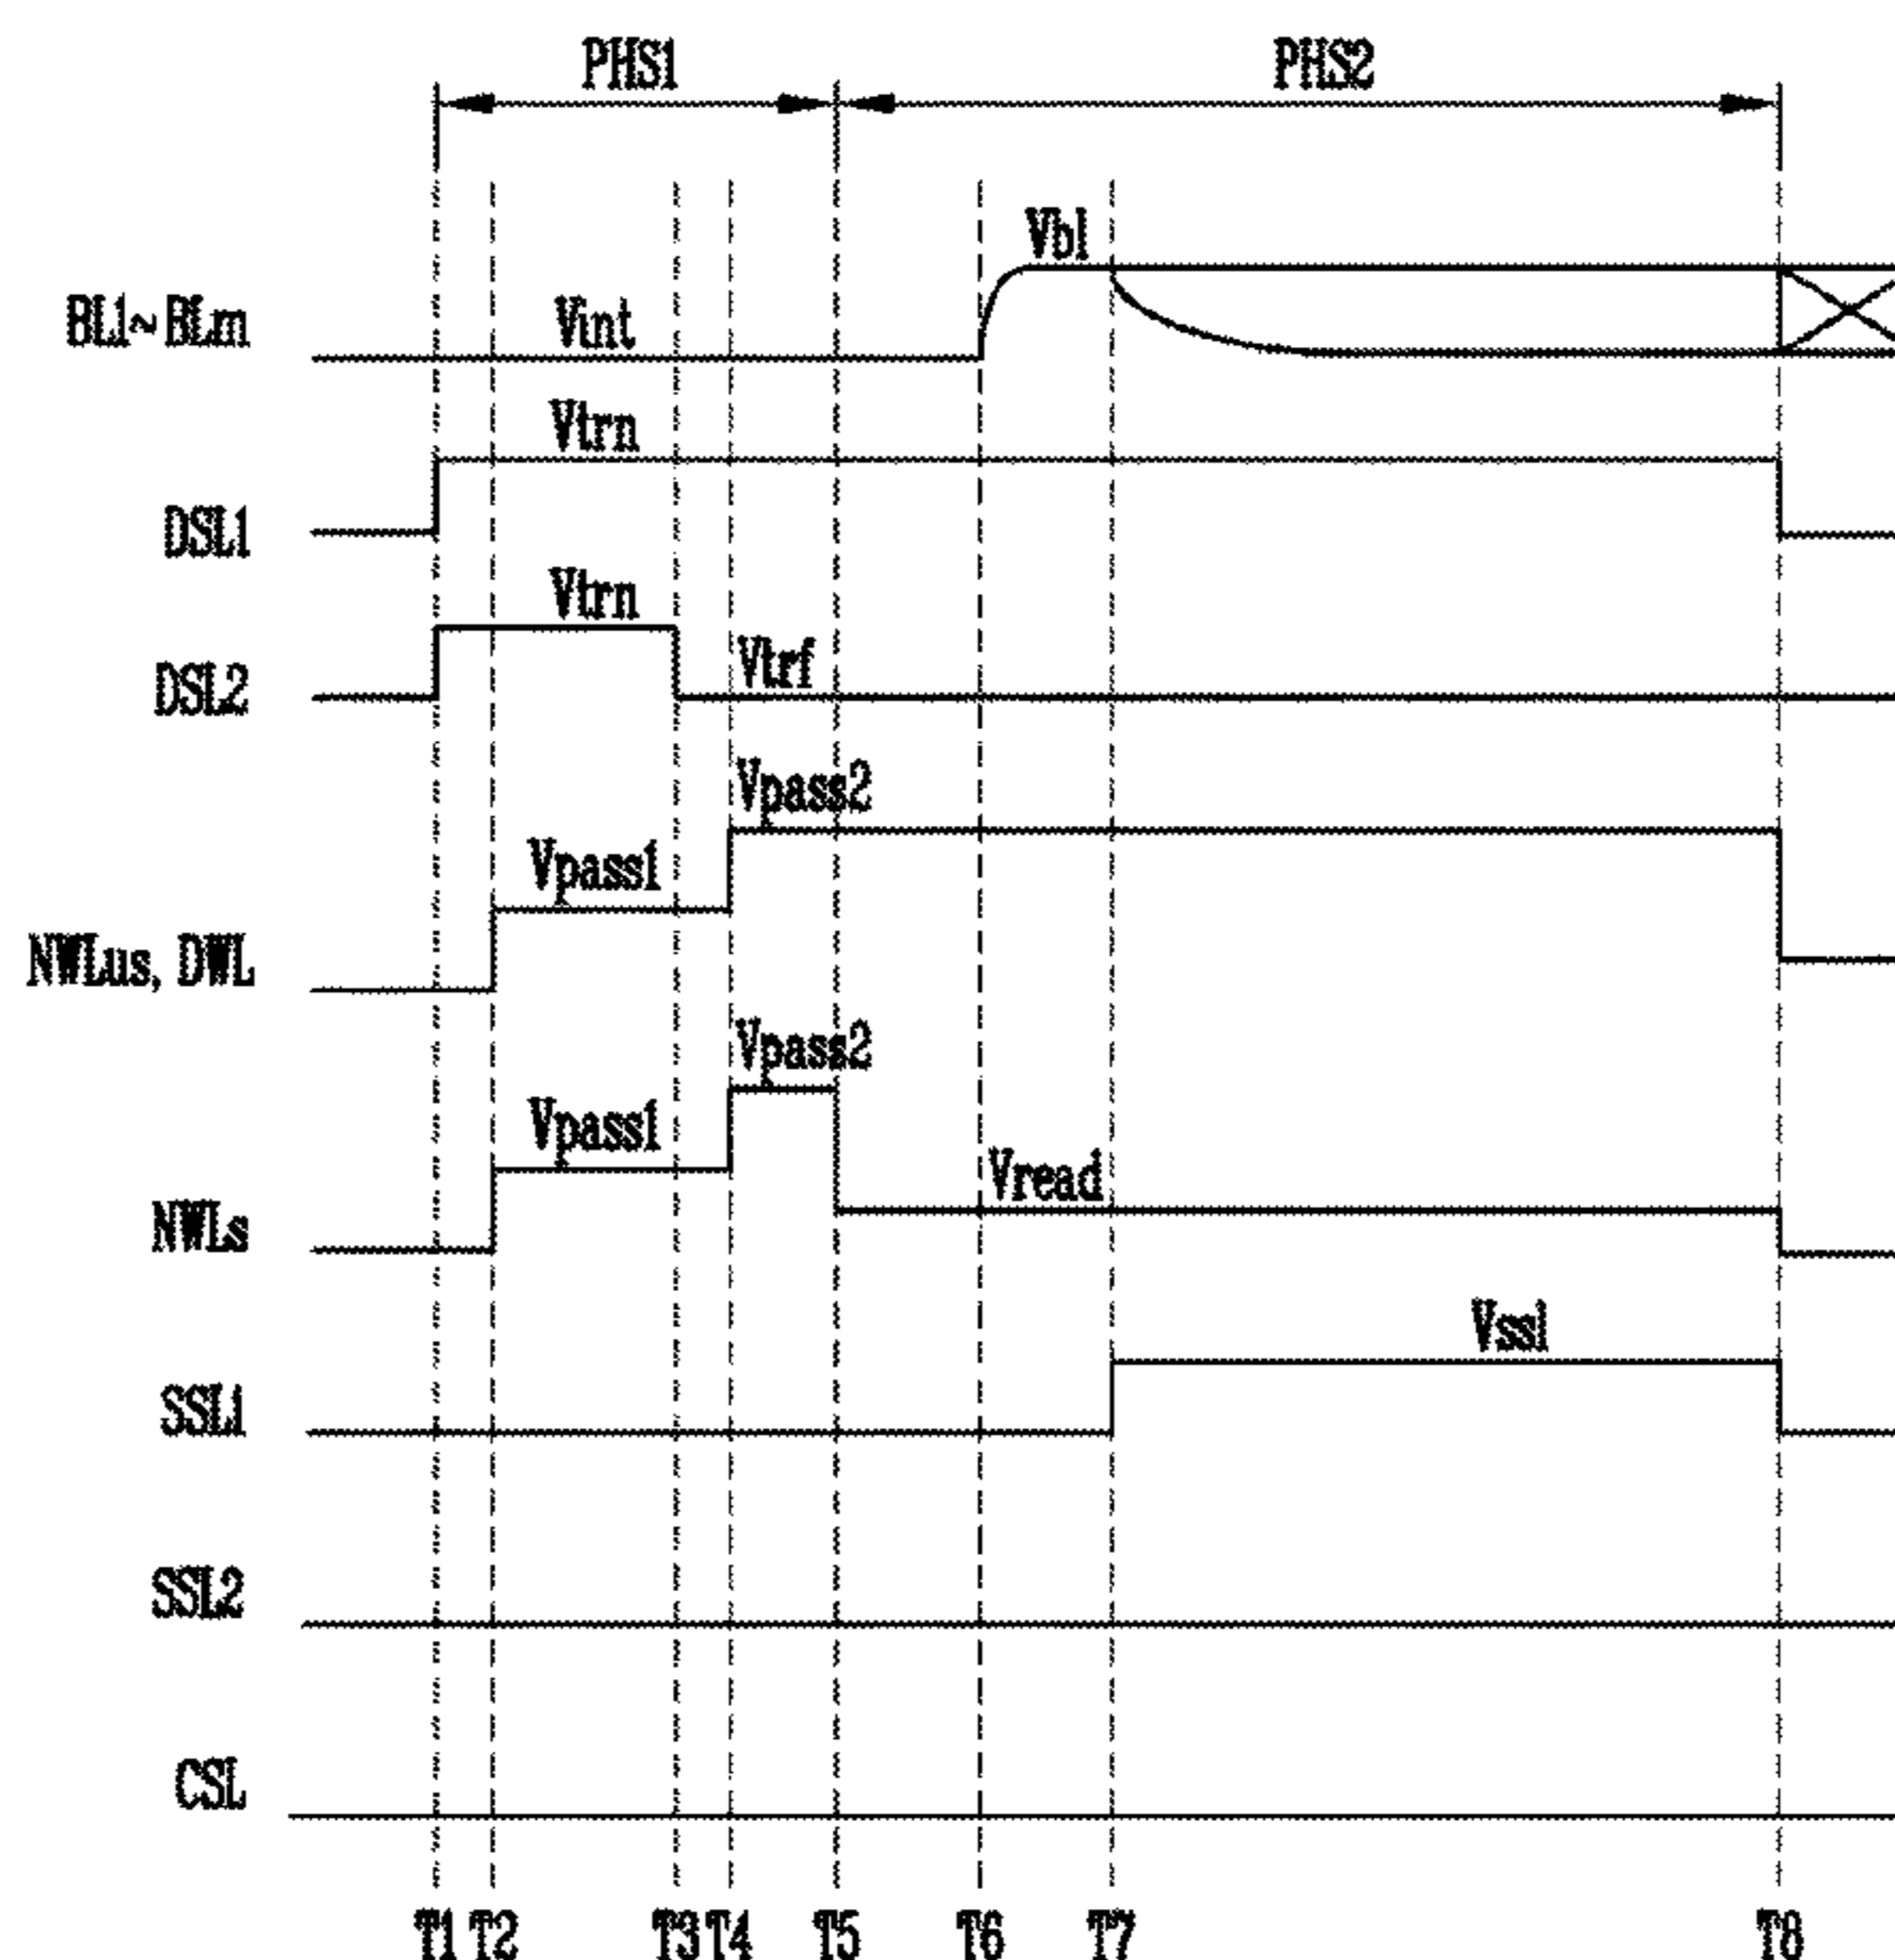 PHS1 PHS2
Vbl
BL1~BLm Vint
Vtrn
DSL1
Vtrn
DSL2 Vtrf
Vpass2
Vpass1
NWLus, DWL
Vpass2
Vpass1
NWLs Vread
Vssl
SSL1
SSL2
CSL
T1 T2 T3 T4 T5 T6 T7 T8